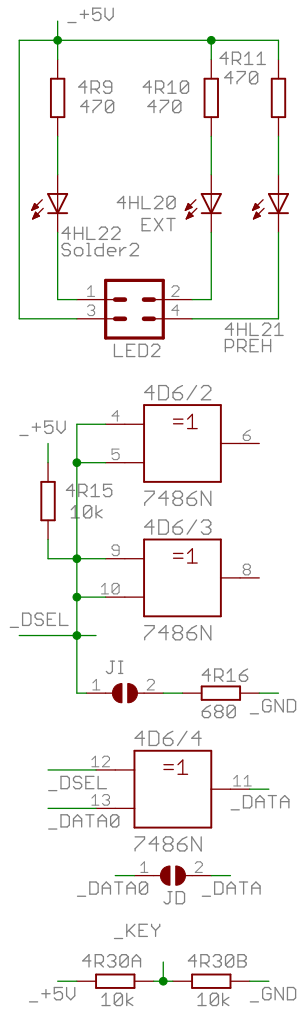 _+5V
4R9
470
4R10
470
4R11
470
4HL22
Solder2
4HL20
EXT
4HL21
PREH
1
2
3
4
LED2
4D6/2
4
=1
6
5
7486N
_+5V
4R15
10k
4D6/3
9
=1
8
10
7486N
_DSEL
JI
1
2
4R16
680
_GND
4D6/4
12
=1
_DSEL
11
13
_DATA
_DATA0
7486N
1
2
_DATA0
_DATA
JD
_KEY
4R30A
4R30B
_+5V
10k
10k
_GND